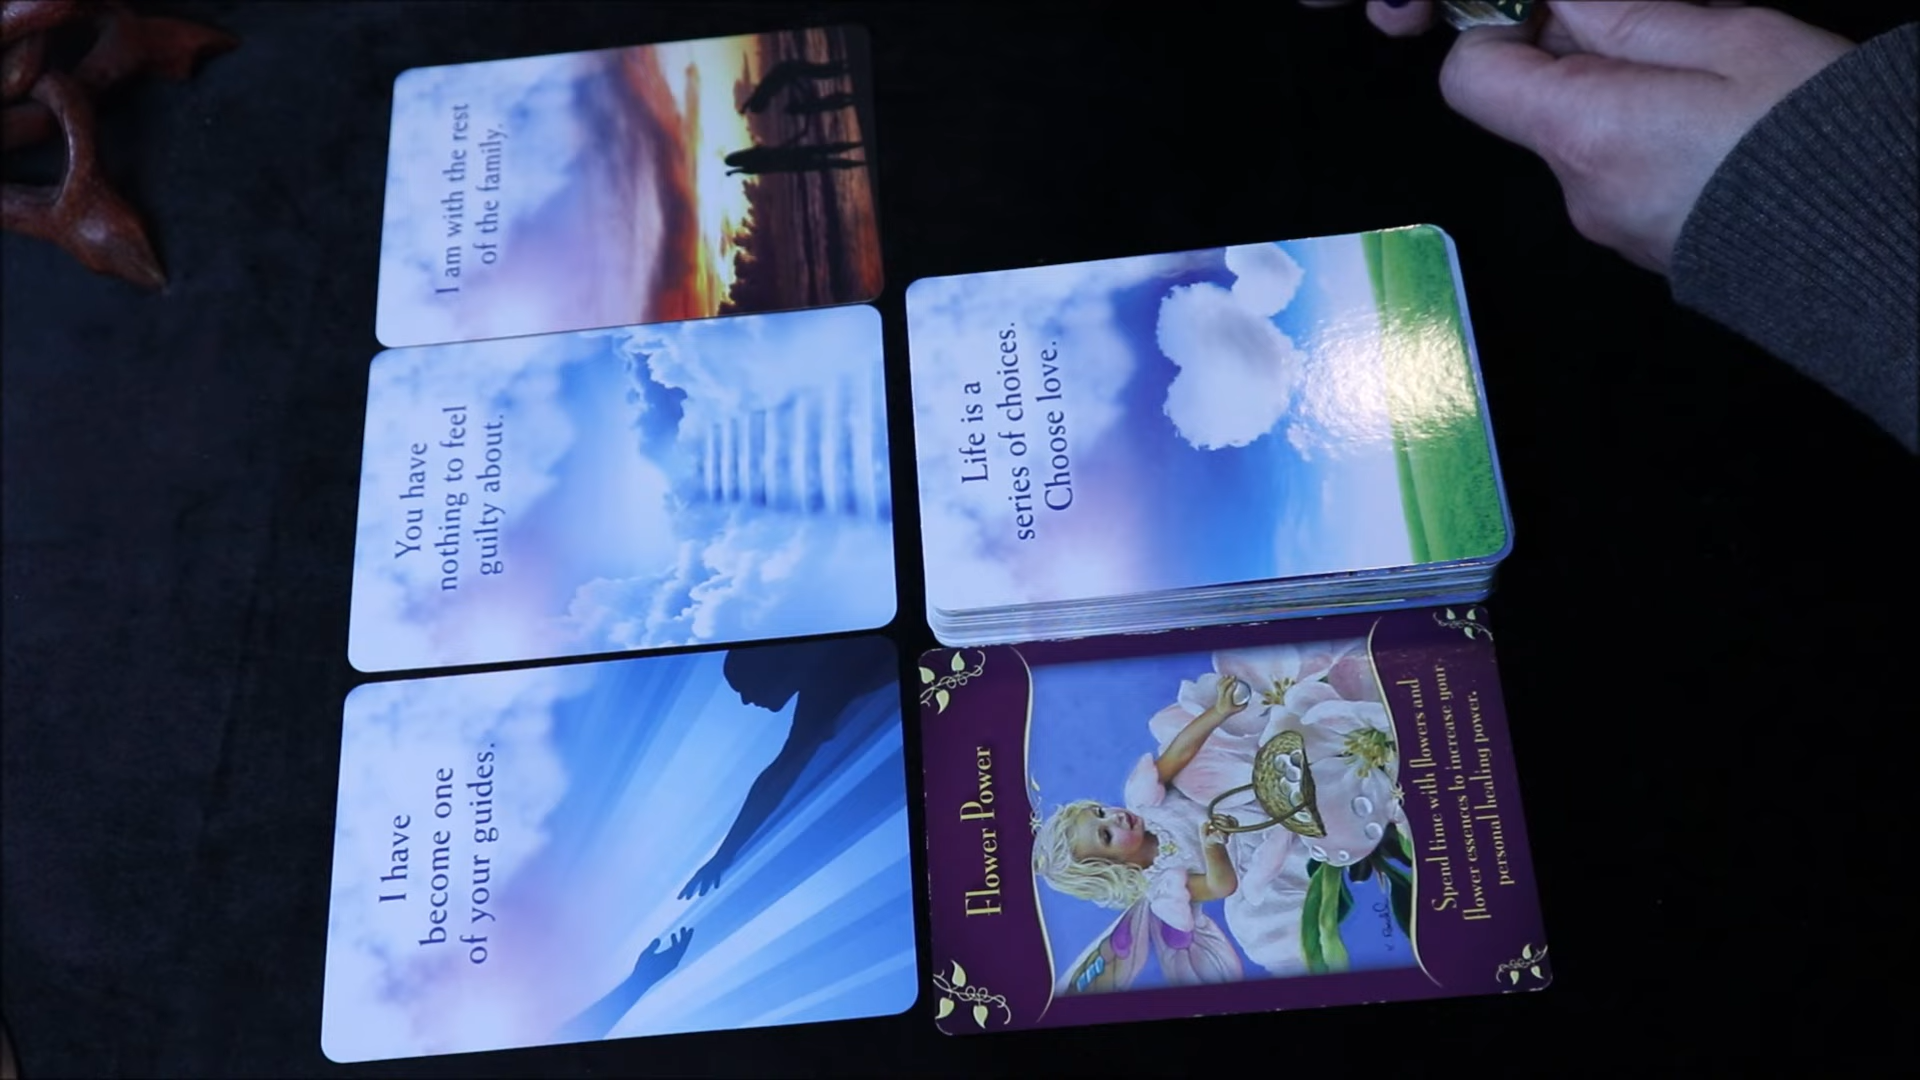 I am with the rest
of the family.
You have
nothing to feel
guilty about.
I have
become one
of your guides.
Life is a
series of choices.
Choose love.
Flower Power
Spend time with flowers and
flower essences to increase your
personal healing power.